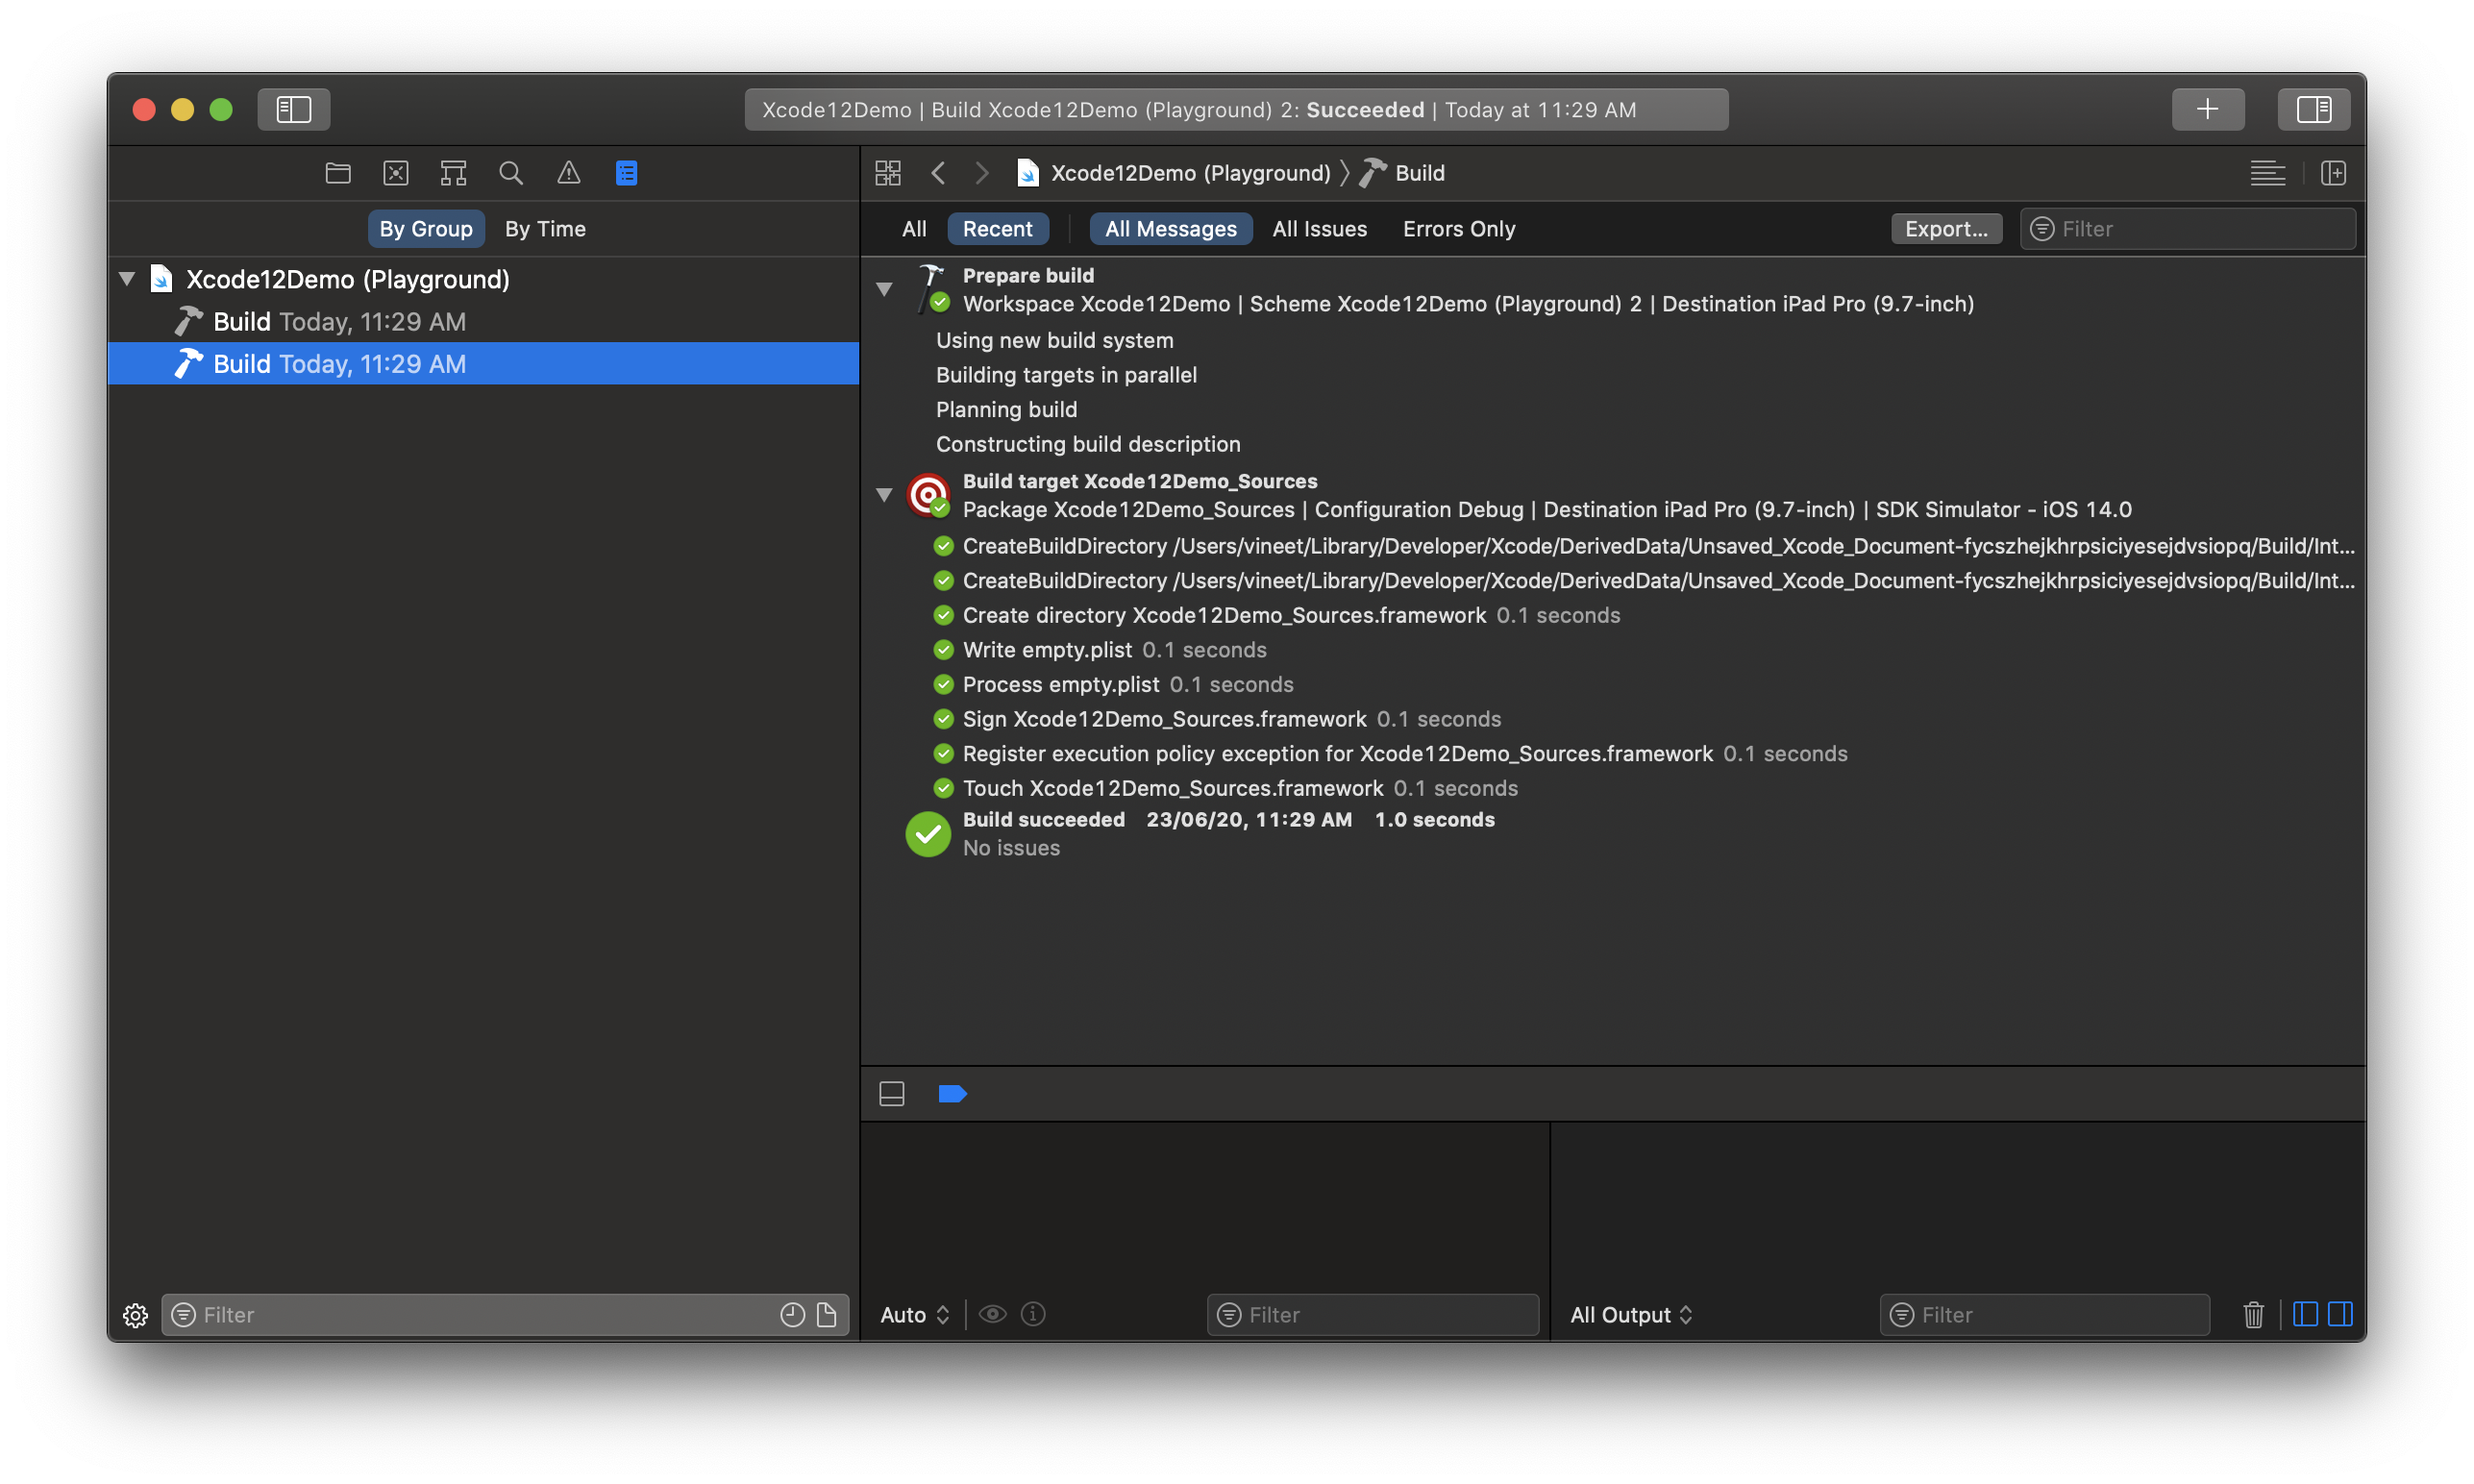 Xcode12Demo | Build Xcode12Demo (Playground) 2: Succeeded | Today at 11:29 AM
Xcode12Demo (Playground) Build
By Group By Time
All Recent All Messages All Issues Errors Only Export... Filter
Xcode12Demo (Playground)
Build Today, 11:29 AM
Build Today, 11:29 AM
Prepare build
Workspace Xcode12Demo | Scheme Xcode12Demo (Playground) 2 | Destination iPad Pro (9.7-inch)
Using new build system
Building targets in parallel
Planning build
Constructing build description
Build target Xcode12Demo_Sources
Package Xcode12Demo_Sources | Configuration Debug | Destination iPad Pro (9.7-inch) | SDK Simulator - iOS 14.0
CreateBuildDirectory /Users/vineet/Library/Developer/Xcode/DerivedData/Unsaved_Xcode_Document-fycszhejkhrpsiciyesejdvsiopq/Build/Int...
CreateBuildDirectory /Users/vineet/Library/Developer/Xcode/DerivedData/Unsaved_Xcode_Document-fycszhejkhrpsiciyesejdvsiopq/Build/Int...
Create directory Xcode12Demo_Sources.framework 0.1 seconds
Write empty.plist 0.1 seconds
Process empty.plist 0.1 seconds
Sign Xcode12Demo_Sources.framework 0.1 seconds
Register execution policy exception for Xcode12Demo_Sources.framework 0.1 seconds
Touch Xcode12Demo_Sources.framework 0.1 seconds
Build succeeded 23/06/20, 11:29 AM 1.0 seconds
No issues
Filter
Auto Filter
All Output Filter